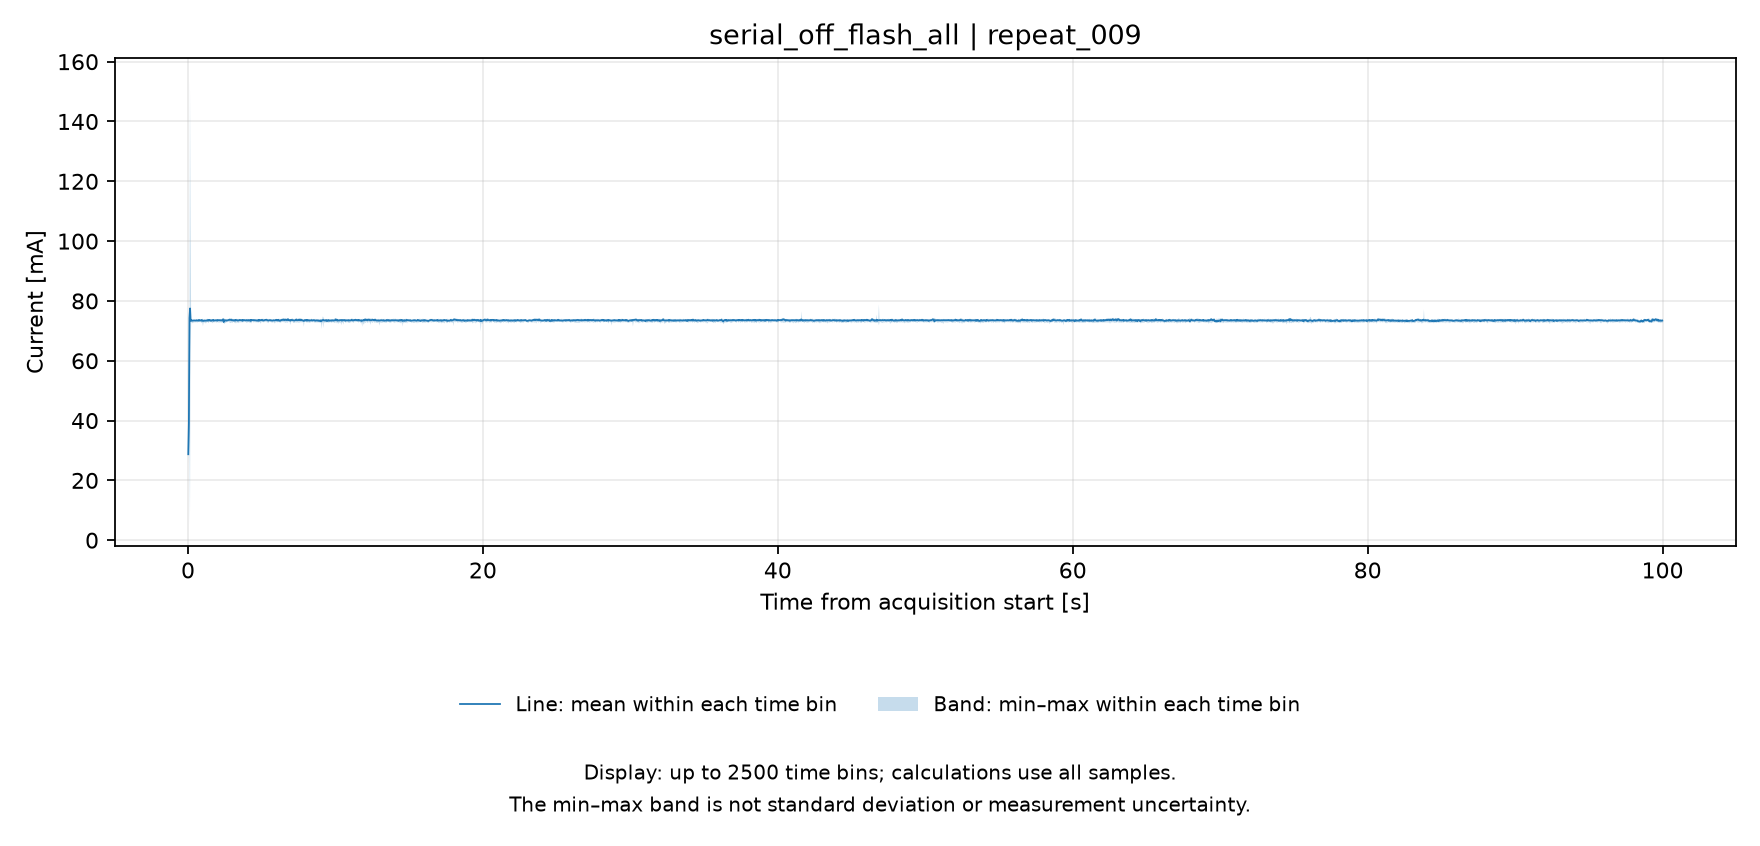 serial_off_flash_all | repeat_009
160
140
120
100
80
60
40
20
0
Current [mA]
0 20 40 60 80 100
Time from acquisition start [s]
Line: mean within each time bin Band: min–max within each time bin
Display: up to 2500 time bins; calculations use all samples.
The min–max band is not standard deviation or measurement uncertainty.